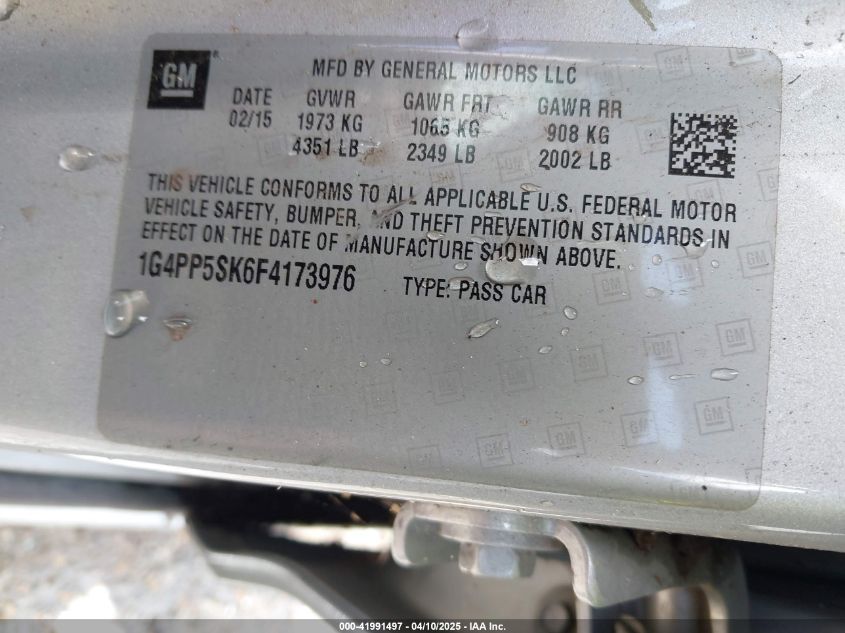 GM
MFD BY GENERAL MOTORS LLC
DATE GVWR GAWR FRT GAWR RR
02/15 1973 KG 1065 KG 908 KG
4351 LB 2349 LB 2002 LB
THIS VEHICLE CONFORMS TO ALL APPLICABLE U.S. FEDERAL MOTOR
VEHICLE SAFETY, BUMPER, AND THEFT PREVENTION STANDARDS IN
EFFECT ON THE DATE OF MANUFACTURE SHOWN ABOVE.
1G4PP5SK6F4173976 TYPE: PASS CAR
000-41991497 - 04/10/2025 - IAA Inc.